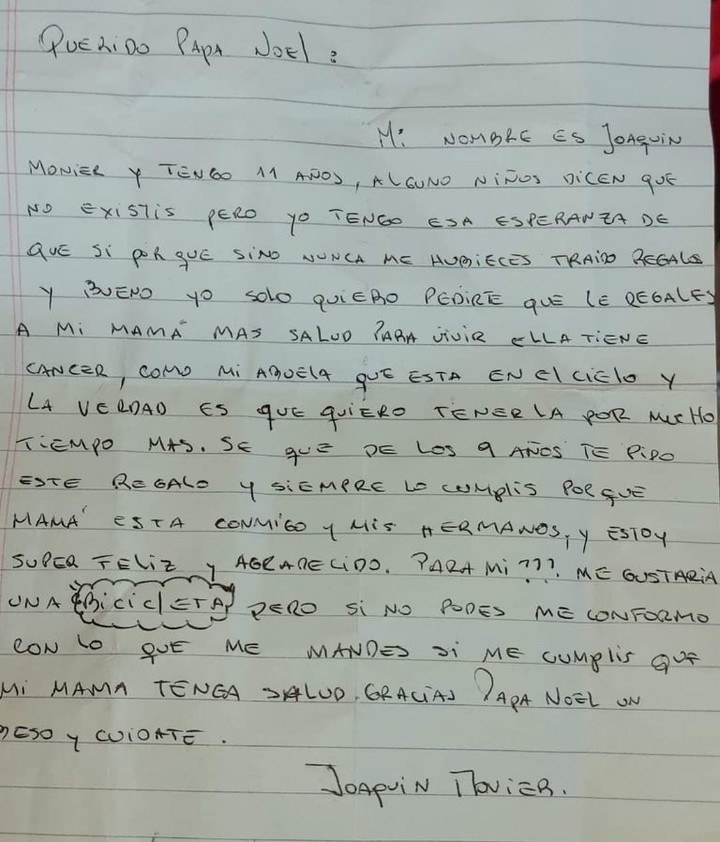 QUERIDO PAPA NOEL:
Mi NOMBRE ES JOAQUIN
MONIER Y TENGO 11 AÑOS, ALGUNO NIÑOS DICEN QUE
NO EXISTIS PERO YO TENGO ESA ESPERANZA DE
QUE SI POR QUE SINO NUNCA ME HUBIECES TRAIDO REGALOS
Y BUENO YO SOLO QUIERO PEDIRTE QUE LE REGALES
A MI MAMÁ MAS SALUD PARA VIVIR ELLA TIENE
CANCER, COMO MI ABUELA QUE ESTA EN El CIELO Y
LA VERDAD ES QUE QUIERO TENERLA POR MUCHO
TIEMPO MAS. SE QUE DE LOS 9 AÑOS TE PIDO
ESTE REGALO Y SIEMPRE LO CUMPLIS POR QUE
MAMÁ ESTA CONMIGO Y MIS HERMANOS, Y ESTOY
SUPER FELIZ Y AGRADECIDO. PARA MI ???. ME GUSTARIA
UNA BICICLETA PERO SI NO PODES ME CONFORMO
CON LO QUE ME MANDES SI ME CUMPLIS QUE
MI MAMA TENGA SALUD. GRACIAS PAPA NOEL UN
BESO Y CUIDATE.
JOAQUIN MONIER.